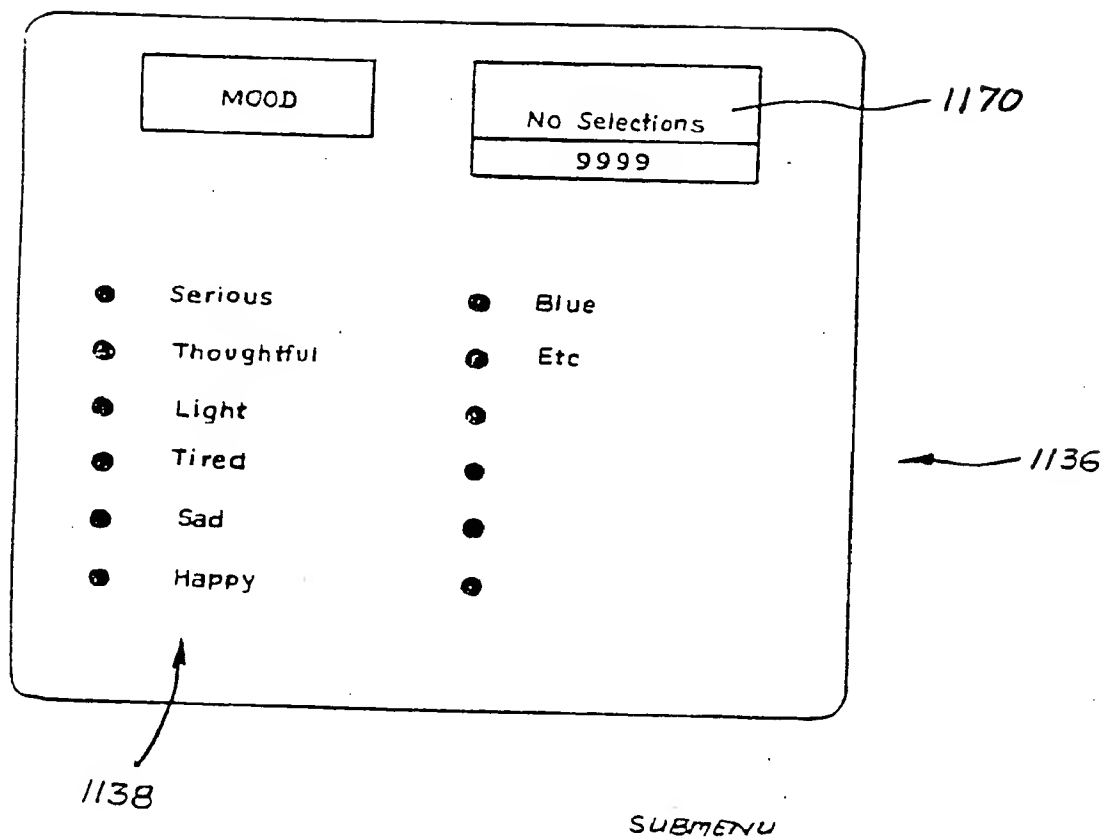 MOOD
No Selections
9999
1170
Serious
Thoughtful
Light
Tired
Sad
Happy
Blue
Etc
1136
1138
SUBMENU